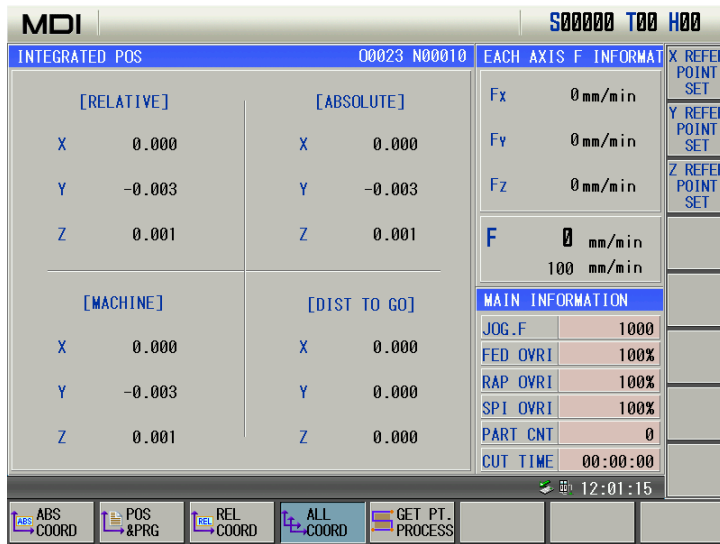 MDI
S00000 T00 H00
INTEGRATED POS O0023 N00010
[RELATIVE] [ABSOLUTE]
X 0.000 X 0.000
Y -0.003 Y -0.003
Z 0.001 Z 0.001
[MACHINE] [DIST TO GO]
X 0.000 X 0.000
Y -0.003 Y 0.000
Z 0.001 Z 0.000
EACH AXIS F INFORMAT
Fx 0mm/min
Fy 0mm/min
Fz 0mm/min
F 0 mm/min
100 mm/min
MAIN INFORMATION
JOG.F 1000
FED OVRI 100%
RAP OVRI 100%
SPI OVRI 100%
PART CNT 0
CUT TIME 00:00:00
12:01:15
X REFE
POINT
SET
Y REFE
POINT
SET
Z REFE
POINT
SET
ABS
ABS
COORD
POS
&PRG
REL
REL
COORD
ALL
COORD
GET PT.
PROCESS